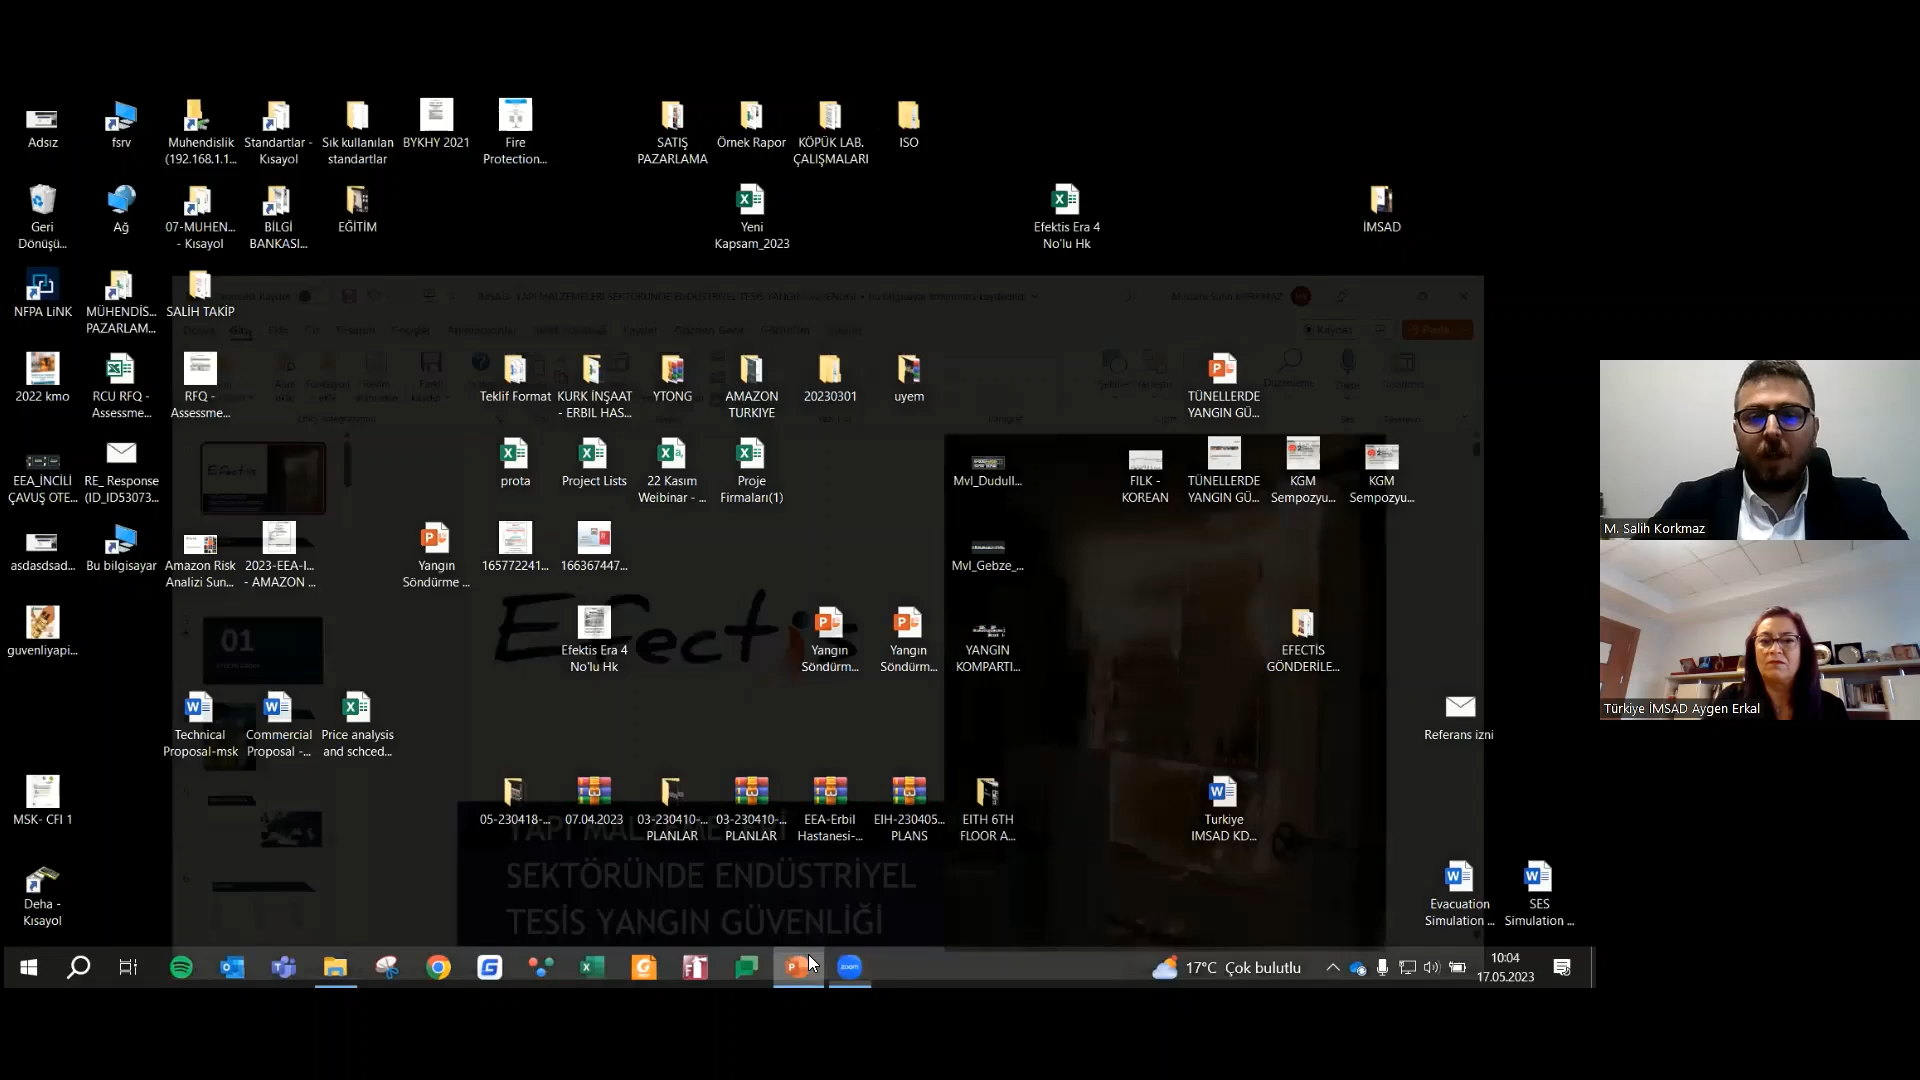 Adsız
fsrv
Muhendislik
(192.168.1.1...
Standartlar -
Kısayol
Sık kullanılan
standartlar
BYKHY 2021
Fire
Protection...
SATIŞ
PAZARLAMA
Örnek Rapor
KÖPÜK LAB.
ÇALIŞMALARI
ISO
Geri
Dönüşü...
Ağ
07-MUHEN...
- Kısayol
BİLGİ
BANKASI...
EĞİTİM
Yeni
Kapsam_2023
Efektis Era 4
No'lu Hk
İMSAD
NFPA LiNK
MÜHENDİS...
PAZARLAM...
SALİH TAKİP
2022 kmo
RCU RFQ -
Assessme...
RFQ -
Assessme...
Teklif Format
KURK İNŞAAT
- ERBIL HAS...
YTONG
AMAZON
TURKIYE
20230301
uyem
TÜNELLERDE
YANGIN GÜ...
EEA_İNCİLİ
ÇAVUŞ OTE...
RE_ Response
(ID_ID53073...
prota
Project Lists
22 Kasım
Weibinar - ...
Proje
Firmaları(1)
Mvl_Dudull...
FILK -
KOREAN
TÜNELLERDE
YANGIN GÜ...
KGM
Sempozyu...
KGM
Sempozyu...
M. Salih Korkmaz
asdasdsad...
Bu bilgisayar
Amazon Risk
Analizi Sun...
2023-EEA-I...
- AMAZON ...
Yangın
Söndürme ...
165772241...
166367447...
Mvl_Gebze_...
Efectis
guvenliyapi...
01
Efektis Era 4
No'lu Hk
Yangın
Söndürm...
Yangın
Söndürm...
YANGIN
KOMPARTI...
EFECTİS
GÖNDERİLE...
Türkiye İMSAD Aygen Erkal
Technical
Proposal-msk
Commercial
Proposal -...
Price analysis
and schced...
Referans izni
MSK- CFI 1
05-230418-...
07.04.2023
03-230410-...
PLANLAR
03-230410-...
PLANLAR
EEA-Erbil
Hastanesi-...
EIH-230405...
PLANS
EITH 6TH
FLOOR A...
Turkiye
IMSAD KD...
YAPI MALZEMELERİ
SEKTÖRÜNDE ENDÜSTRİYEL
TESİS YANGIN GÜVENLİĞİ
Deha -
Kısayol
Evacuation
Simulation ...
SES
Simulation ...
zoom
17°C Çok bulutlu
10:04
17.05.2023